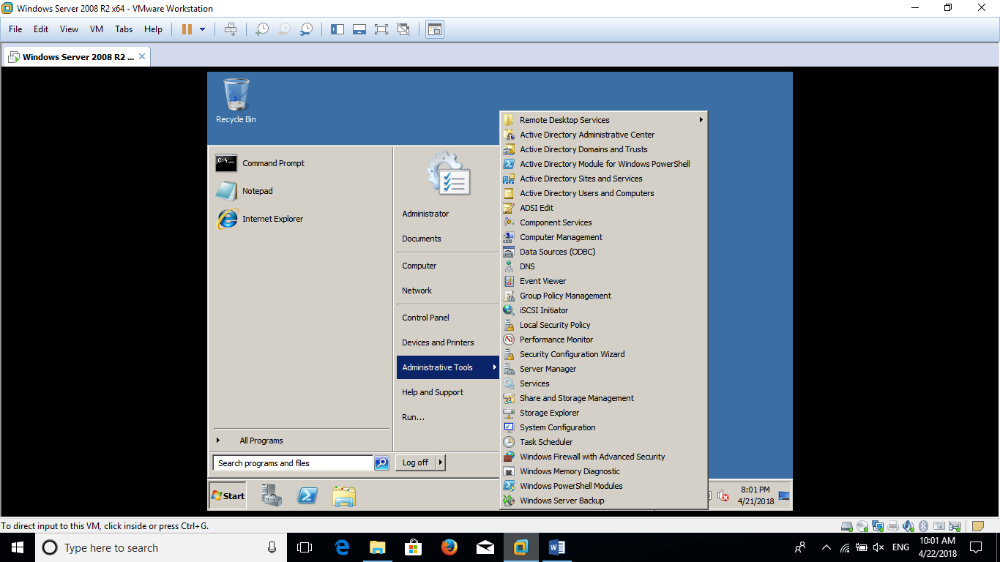 Windows Server 2008 R2 x64 - VMware Workstation
File Edit View VM Tabs Help
Windows Server 2008 R2 ...
Recycle Bin
Command Prompt
Notepad
Internet Explorer
All Programs
Search programs and files
Administrator
Documents
Computer
Network
Control Panel
Devices and Printers
Administrative Tools
Help and Support
Run...
Log off
Remote Desktop Services
Active Directory Administrative Center
Active Directory Domains and Trusts
Active Directory Module for Windows PowerShell
Active Directory Sites and Services
Active Directory Users and Computers
ADSI Edit
Component Services
Computer Management
Data Sources (ODBC)
DNS
Event Viewer
Group Policy Management
iSCSI Initiator
Local Security Policy
Performance Monitor
Security Configuration Wizard
Server Manager
Services
Share and Storage Management
Storage Explorer
System Configuration
Task Scheduler
Windows Firewall with Advanced Security
Windows Memory Diagnostic
Windows PowerShell Modules
Windows Server Backup
Start
8:01 PM
4/21/2018
To direct input to this VM, click inside or press Ctrl+G.
Type here to search
ENG
10:01 AM
4/22/2018